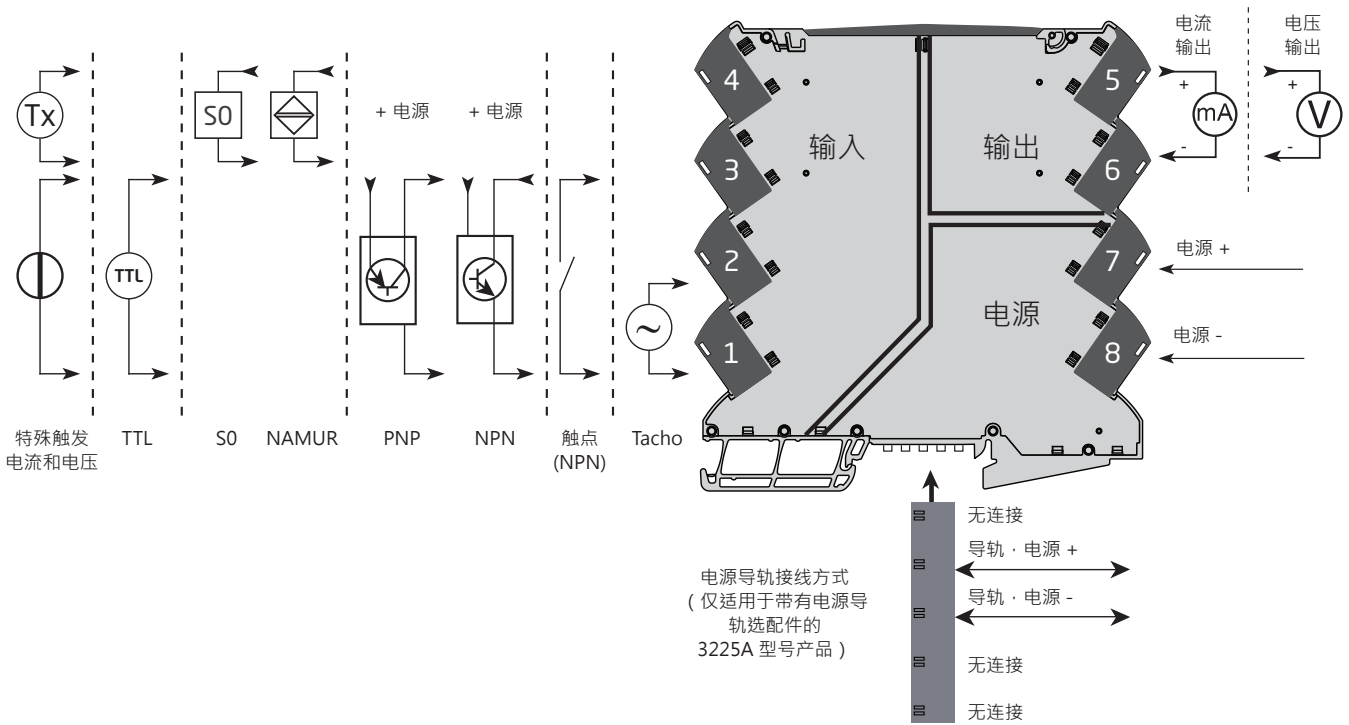 Tx
TTL
S0
+ 电源
+ 电源
~
特殊触发
电流和电压
TTL
S0
NAMUR
PNP
NPN
触点
(NPN)
Tacho
4
3
2
1
输入
输出
电源
5
6
7
8
电流
输出
+
mA
-
电压
输出
+
V
-
电源 +
电源 -
无连接
导轨，电源 +
导轨，电源 -
无连接
无连接
电源导轨接线方式
( 仅适用于带有电源导
轨选配件的
3225A 型号产品 )